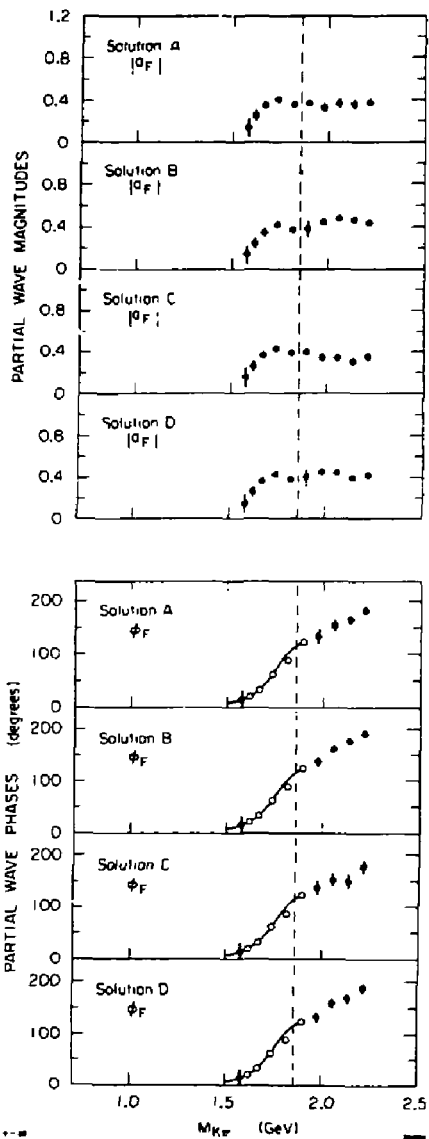 1.2
Solution A
|a_F|
0.8
0.4
0
Solution B
|a_F|
0.8
0.4
0
Solution C
|a_F|
0.8
0.4
0
Solution D
|a_F|
0.8
0.4
0
PARTIAL WAVE MAGNITUDES
200
Solution A
ϕ_F
100
0
200
Solution B
ϕ_F
100
0
200
Solution C
ϕ_F
100
0
200
Solution D
ϕ_F
100
0
PARTIAL WAVE PHASES (degrees)
1.0 1.5 2.0 2.5
M_Kπ (GeV)